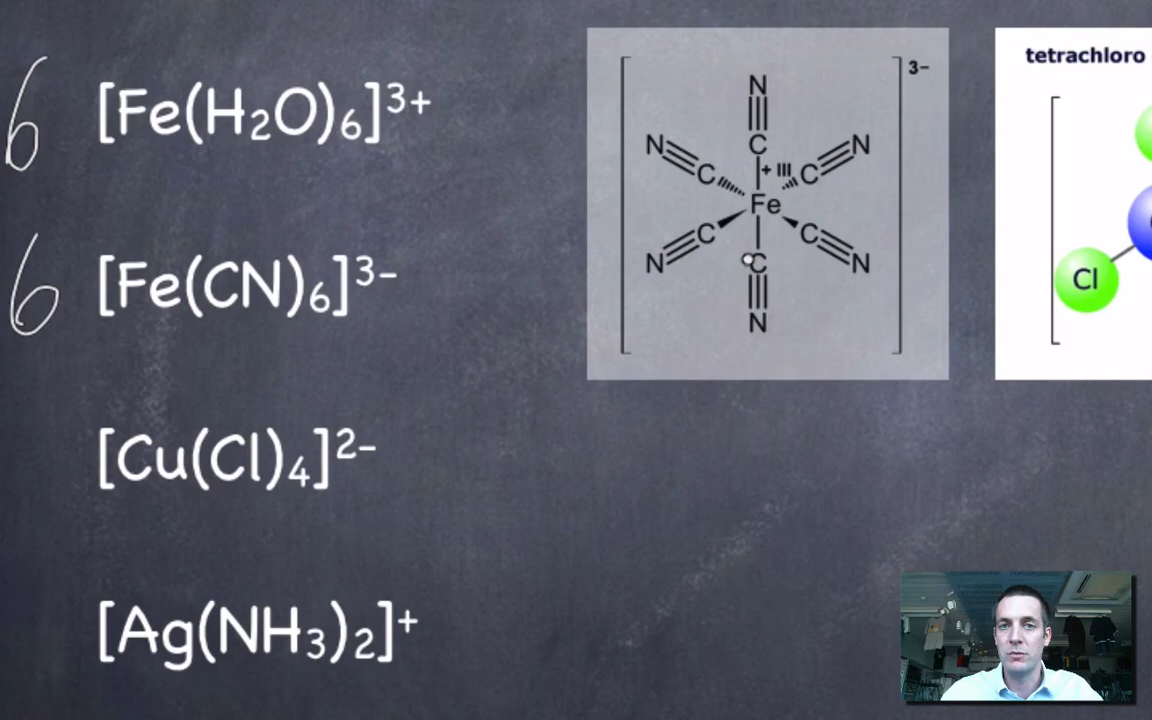 6 [Fe(H₂O)₆]³⁺
6 [Fe(CN)₆]³⁻
[Cu(Cl)₄]²⁻
[Ag(NH₃)₂]⁺
3−
N
N C C N
+ III
Fe
N C C N
C
N
tetrachloro
Cl